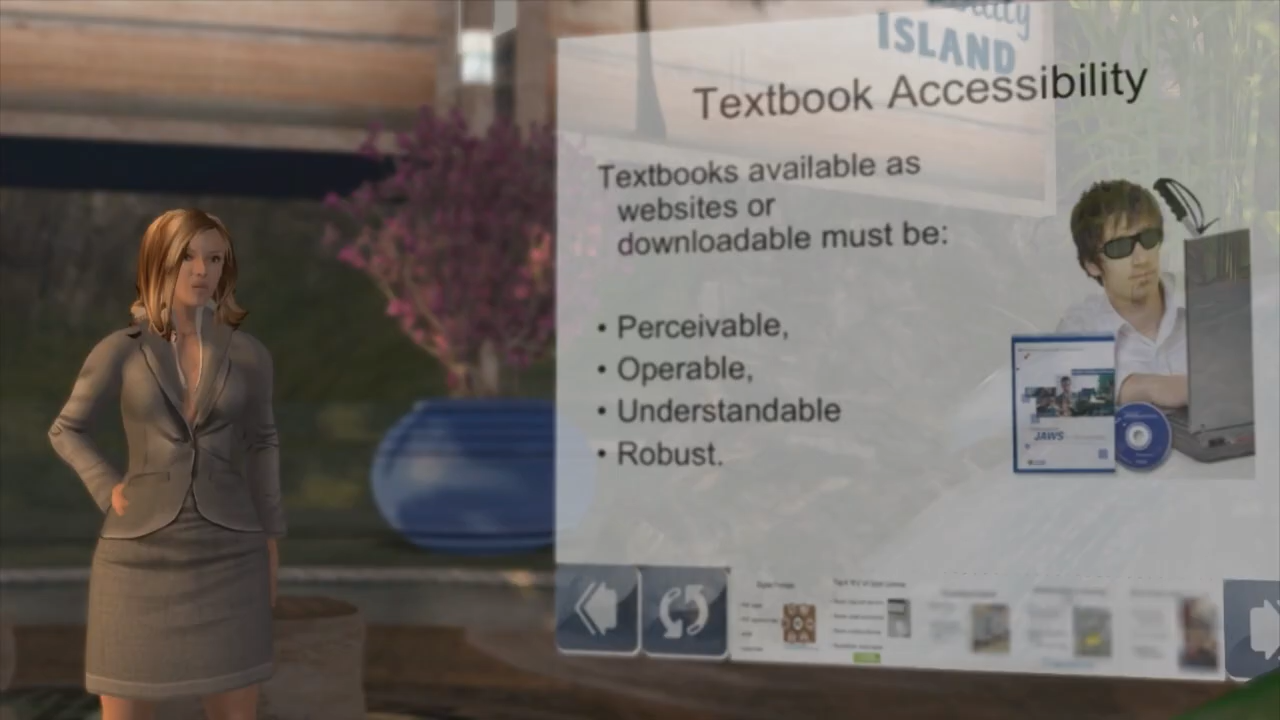 ISLAND
Textbook Accessibility
Textbooks available as
websites or
downloadable must be:
• Perceivable,
• Operable,
• Understandable
• Robust.
JAWS